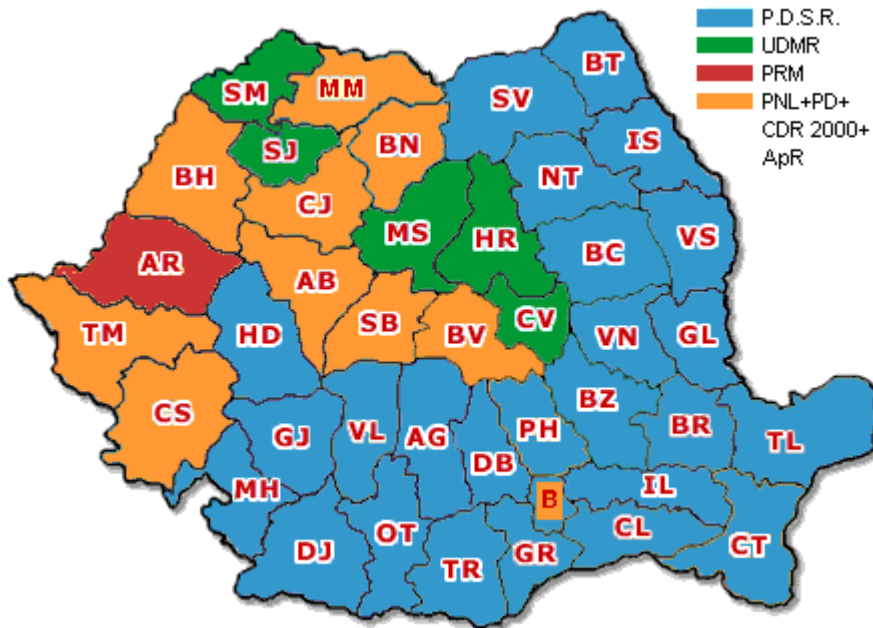 P.D.S.R.
UDMR
PRM
PNL+PD+
CDR 2000+
ApR
SM
MM
SV
BT
SJ
BN
IS
BH
CJ
NT
MS
HR
VS
AR
AB
BC
TM
HD
SB
BV
CV
VN
GL
CS
GJ
VL
AG
PH
BZ
BR
TL
DB
MH
B
IL
OT
CL
DJ
TR
GR
CT